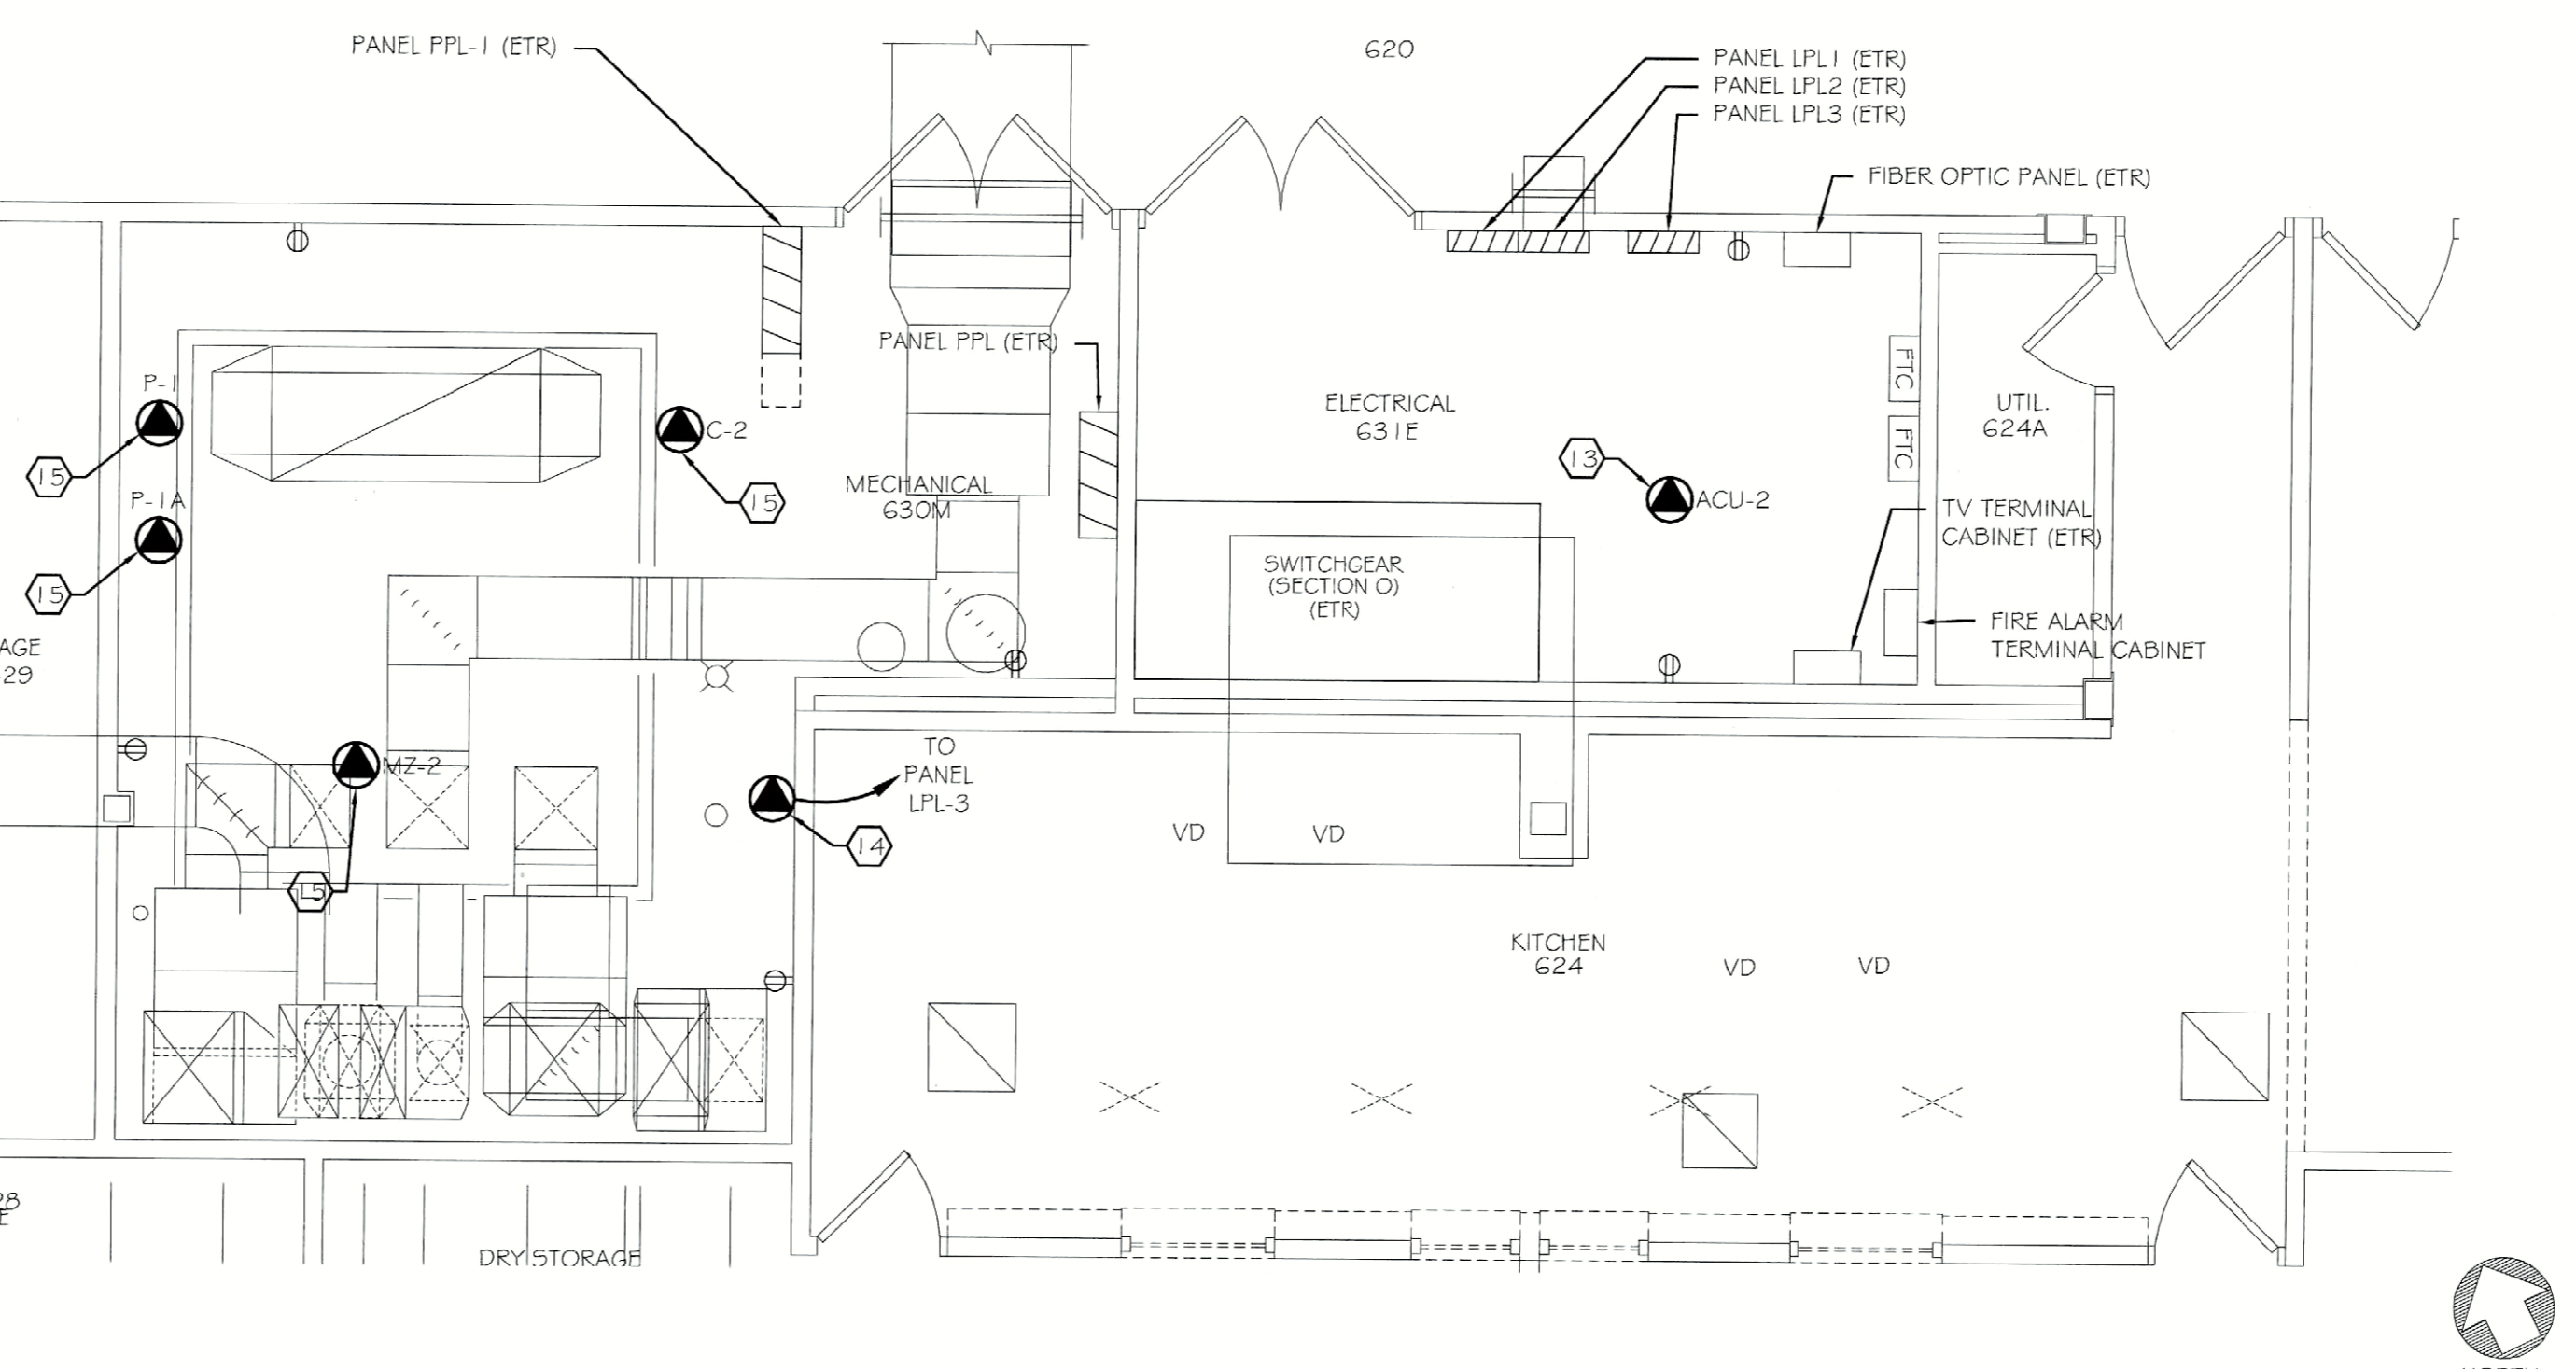 PANEL PPL-1 (ETR)
620
PANEL LPL1 (ETR)
PANEL LPL2 (ETR)
PANEL LPL3 (ETR)
FIBER OPTIC PANEL (ETR)
PANEL PPL (ETR)
P-1
15
P-1A
15
C-2
15
MECHANICAL
630M
ELECTRICAL
631E
13
ACU-2
FTC
FTC
UTIL.
624A
TV TERMINAL
CABINET (ETR)
SWITCHGEAR
(SECTION O)
(ETR)
FIRE ALARM
TERMINAL CABINET
AGE
29
MZ-2
15
TO
PANEL
LPL-3
14
VD
VD
KITCHEN
624
VD
VD
28
E
DRY STORAGE